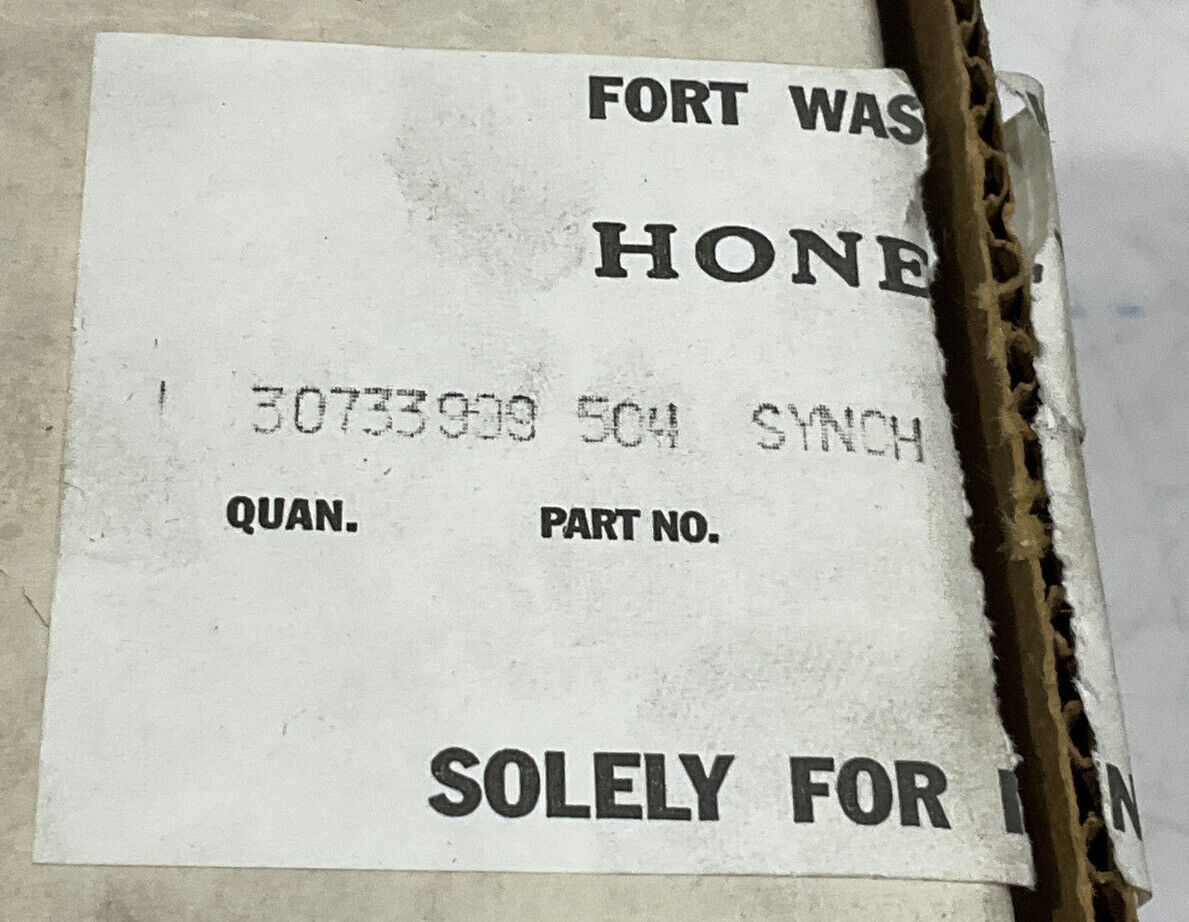 FORT WAS
HONE
1 30733909 504 SYNCH
QUAN. PART NO.
SOLELY FOR